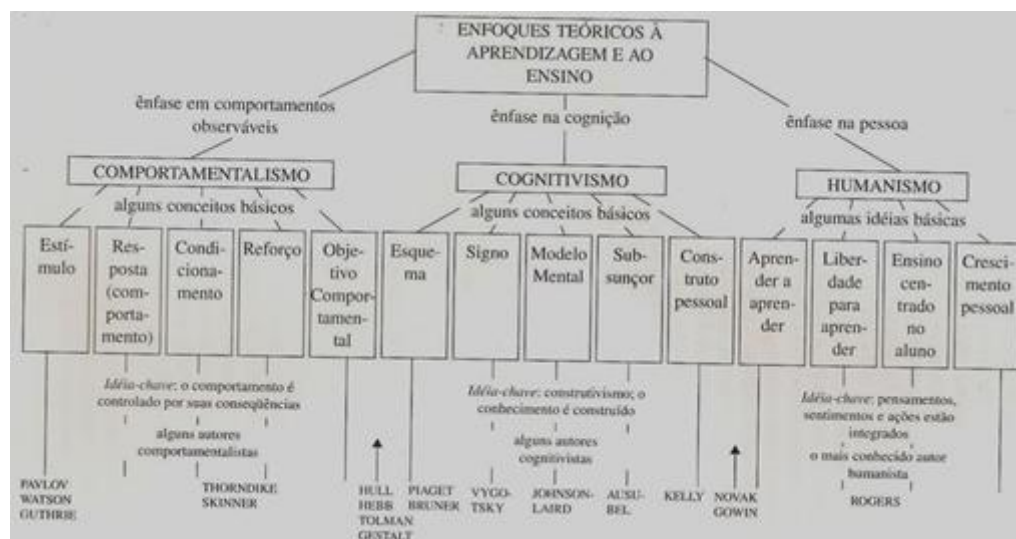 ENFOQUES TEÓRICOS À
APRENDIZAGEM E AO
ENSINO
ênfase em comportamentos
observáveis
ênfase na cognição
ênfase na pessoa
COMPORTAMENTALISMO
COGNITIVISMO
HUMANISMO
alguns conceitos básicos
alguns conceitos básicos
algumas idéias básicas
Estí-
mulo
Res-
posta
(com-
porta-
mento)
Condi-
ciona-
mento
Reforço
Obje-
tivo
Compor-
tamen-
tal
Esque-
ma
Signo
Modelo
Mental
Sub-
sunçor
Cons-
truto
pessoal
Apren-
der a
apren-
der
Liber-
dade
para
apren-
der
Ensino
cen-
trado
no
aluno
Cresci-
mento
pessoal
Idéia-chave: o comportamento é
controlado por suas conseqüências
alguns autores
comportamentalistas
Idéia-chave: construtivismo; o
conhecimento é construído
alguns autores
cognitivistas
Idéia-chave: pensamentos,
sentimentos e ações estão
integrados
o mais conhecido autor
humanista
PAVLOV
WATSON
GUTHRIE
THORNDIKE
SKINNER
HULL
HEBB
TOLMAN
GESTALT
PIAGET
BRUNER
VYGO-
TSKY
JOHNSON-
LAIRD
AUSU-
BEL
KELLY
NOVAK
GOWIN
ROGERS